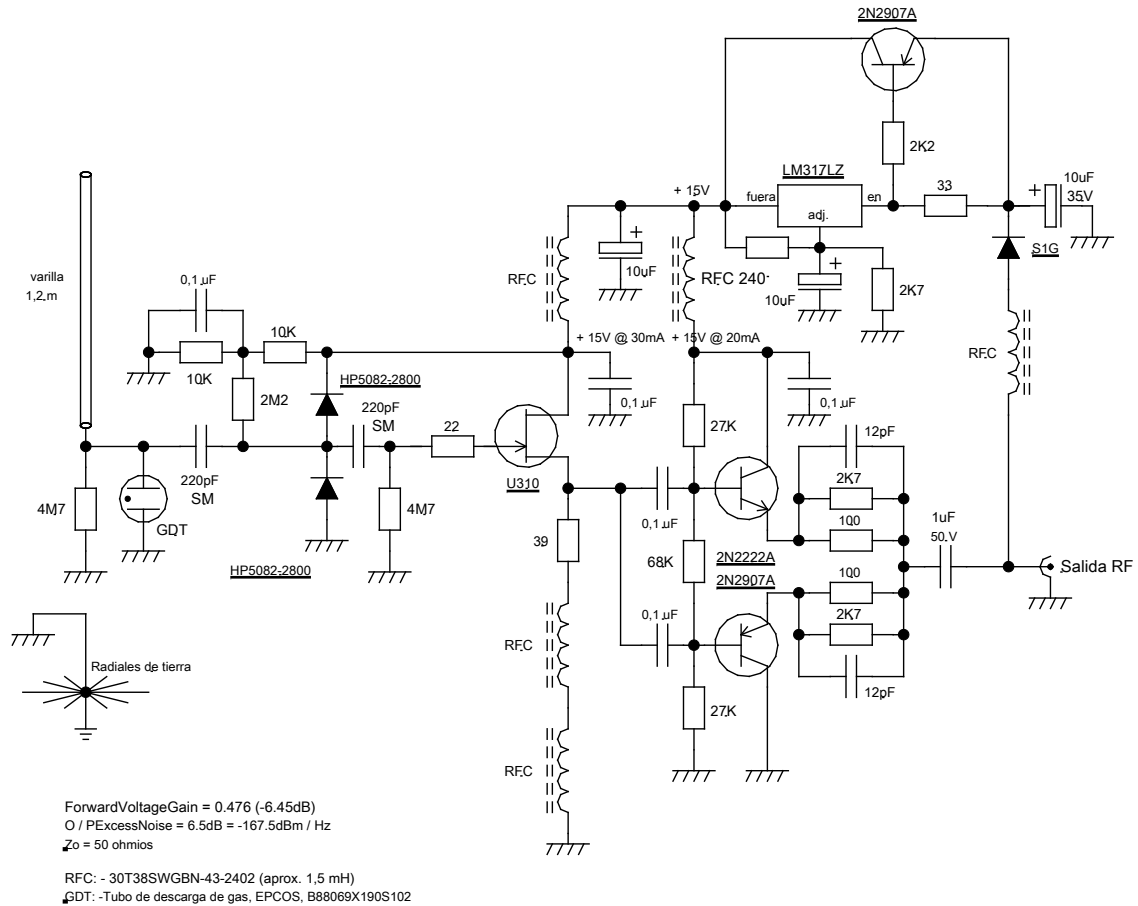 2N2907A
2K2
LM317LZ
+ 15V
fuera
en
adj.
33
+
10uF
35V
S1G
RFC
+
10uF
RFC 240
+
10uF
2K7
RFC
varilla
1,2 m
0,1 uF
10K
10K
2M2
+ 15V @ 30mA
+ 15V @ 20mA
HP5082-2800
0,1 uF
0,1 uF
220pF
SM
22
27K
12pF
2K7
100
220pF
SM
U310
4M7
GDT
4M7
0,1 uF
39
68K
2N2222A
2N2907A
1uF
50 V
Salida RF
HP5082-2800
100
2K7
0,1 uF
12pF
RFC
27K
Radiales de tierra
RFC
ForwardVoltageGain = 0.476 (-6.45dB)
O / PExcessNoise = 6.5dB = -167.5dBm / Hz
Zo = 50 ohmios
RFC: - 30T38SWGBN-43-2402 (aprox. 1,5 mH)
GDT: -Tubo de descarga de gas, EPCOS, B88069X190S102